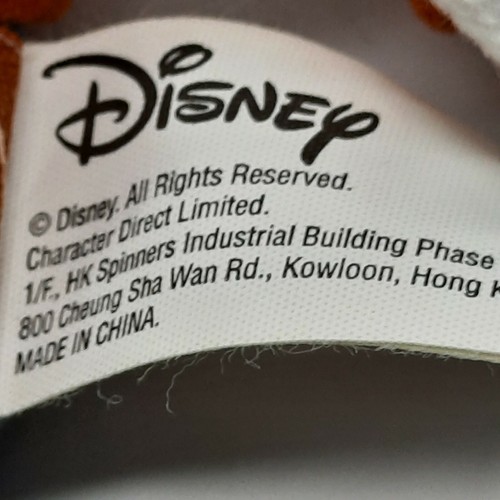 Disney
© Disney. All Rights Reserved.
Character Direct Limited.
1/F., HK Spinners Industrial Building Phase
800 Cheung Sha Wan Rd., Kowloon, Hong
MADE IN CHINA.